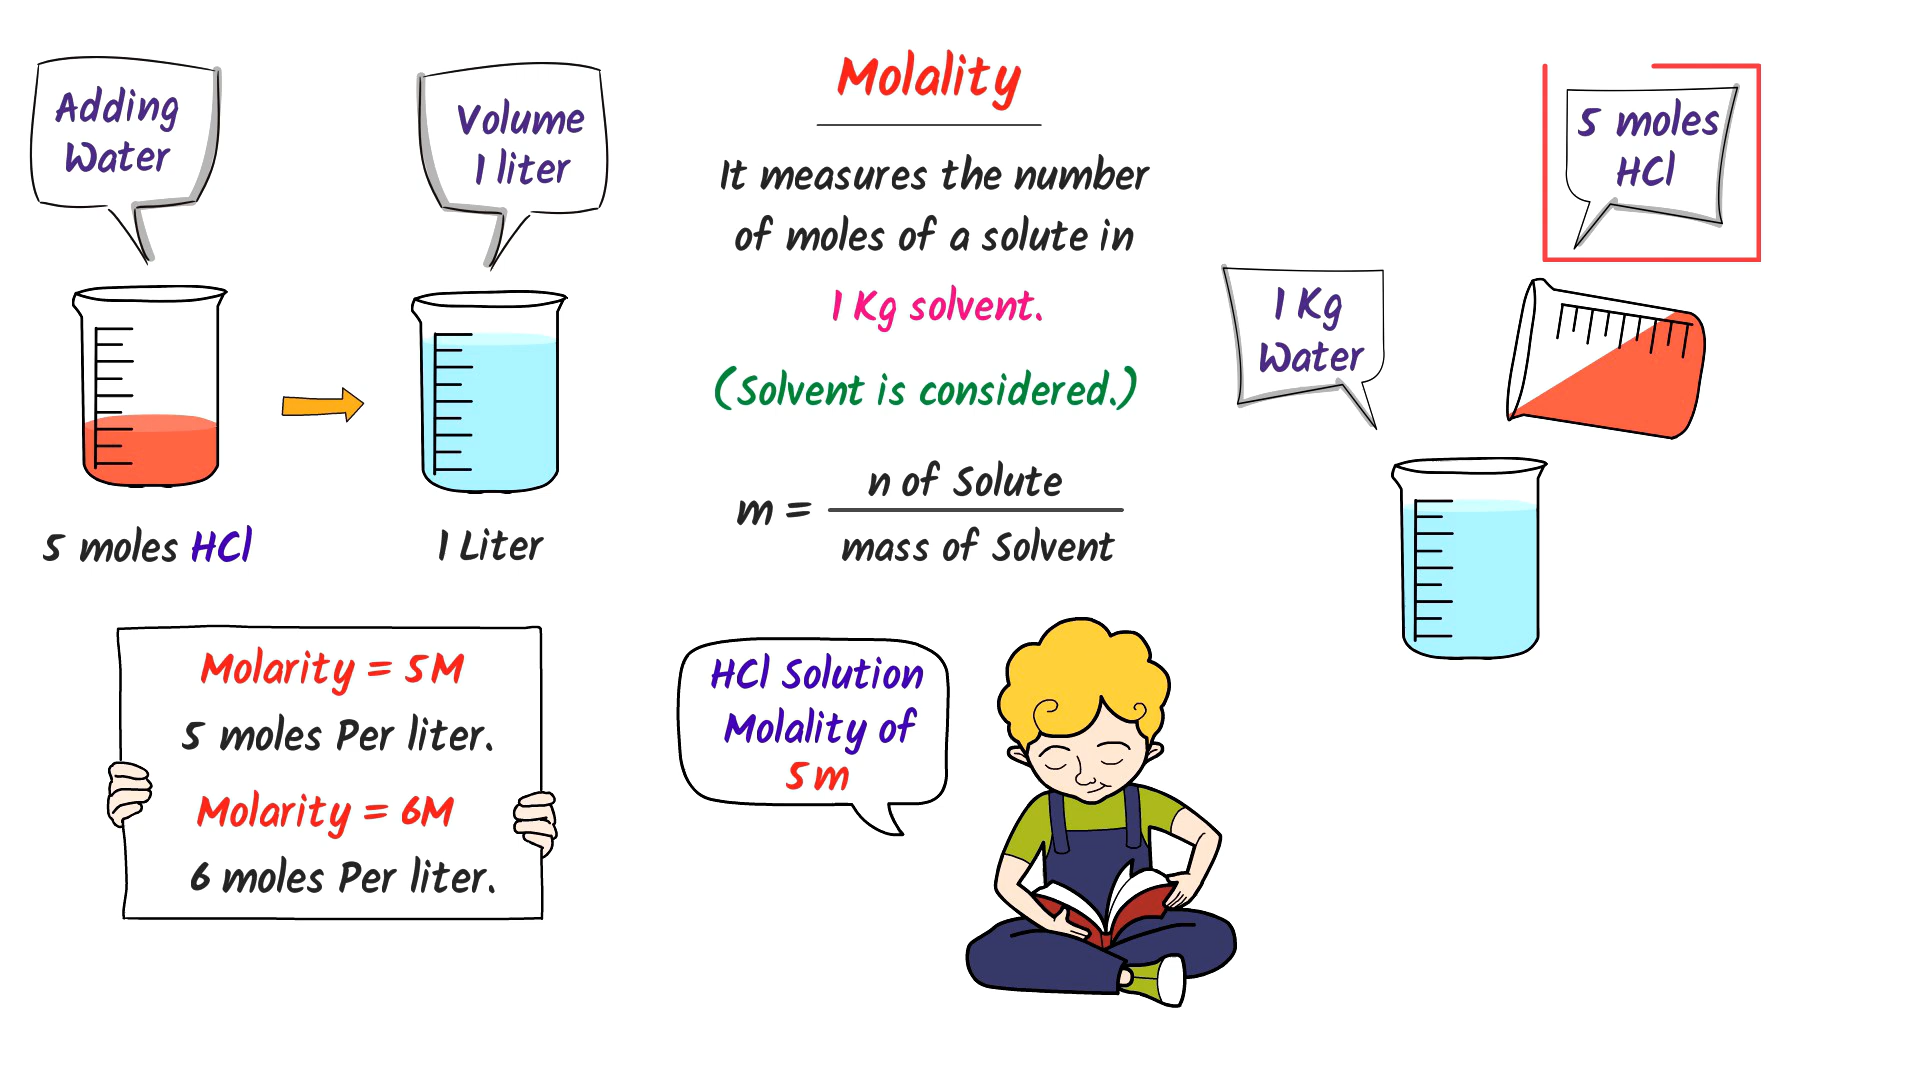 Adding
Water
Volume
1 liter
5 moles HCl
1 Liter
Molarity = 5M
5 moles Per liter.
Molarity = 6M
6 moles Per liter.
Molality
It measures the number
of moles of a solute in
1 Kg solvent.
(Solvent is considered.)
m = n of Solute
mass of Solvent
HCl Solution
Molality of
5m
5 moles
HCl
1 Kg
Water